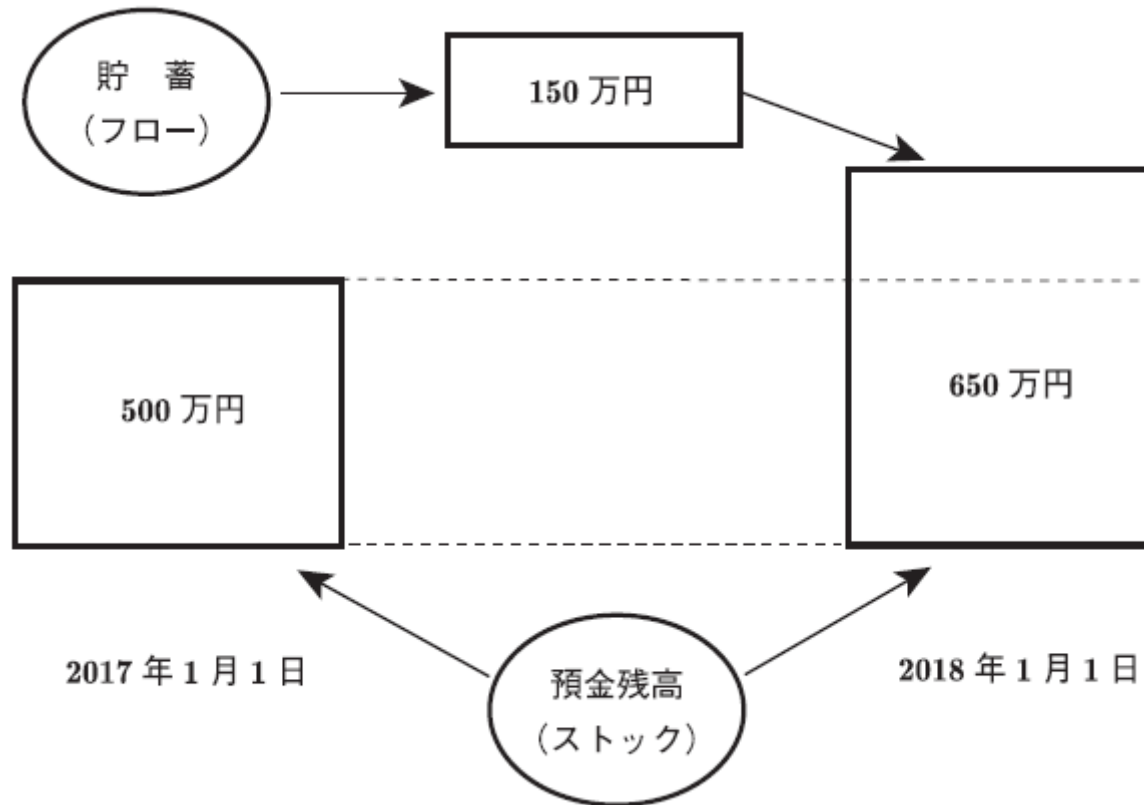 貯 蓄
（フロー）
150 万円
500 万円
650 万円
2017 年 1 月 1 日
預金残高
（ストック）
2018 年 1 月 1 日